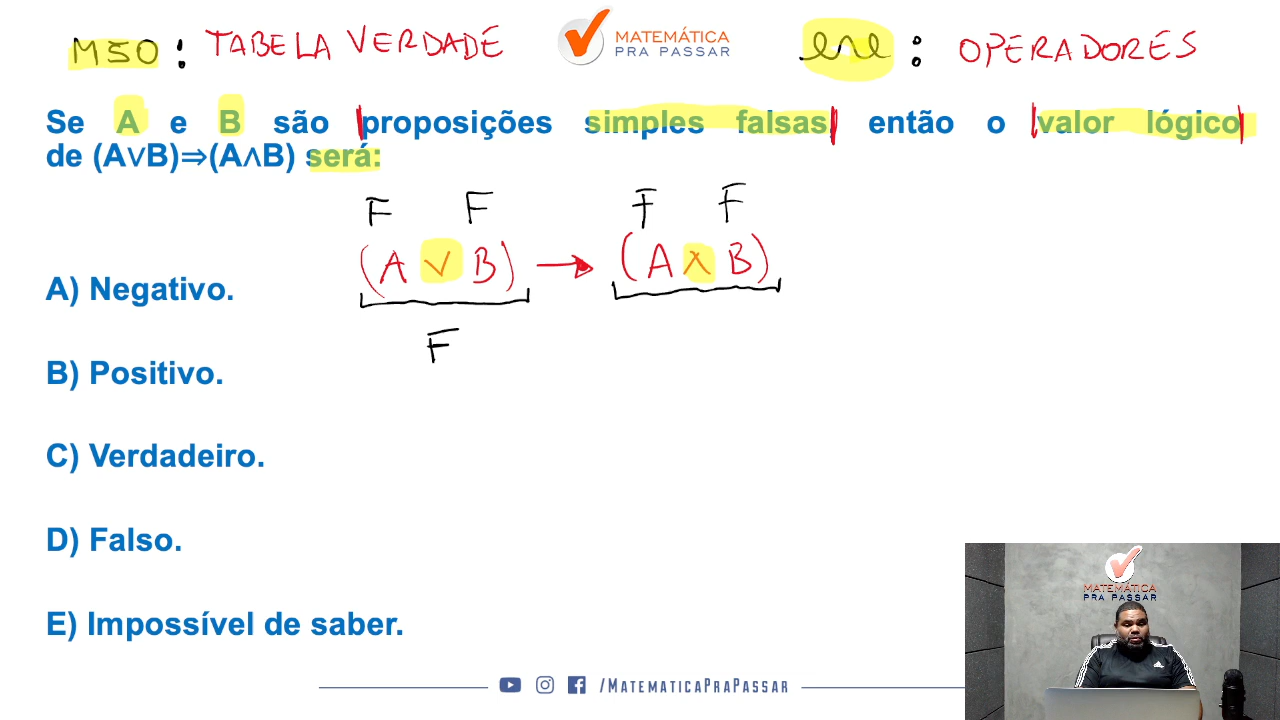 M50: TABELA VERDADE
MATEMÁTICA
PRA PASSAR
: OPERADORES
Se A e B são proposições simples falsas, então o valor lógico
de (A∨B)⇒(A∧B) será:
F F F F
(A ∨ B) → (A ∧ B)
F
A) Negativo.
B) Positivo.
C) Verdadeiro.
D) Falso.
E) Impossível de saber.
MATEMÁTICA
PRA PASSAR
adidas
/MATEMATICAPRAPASSAR